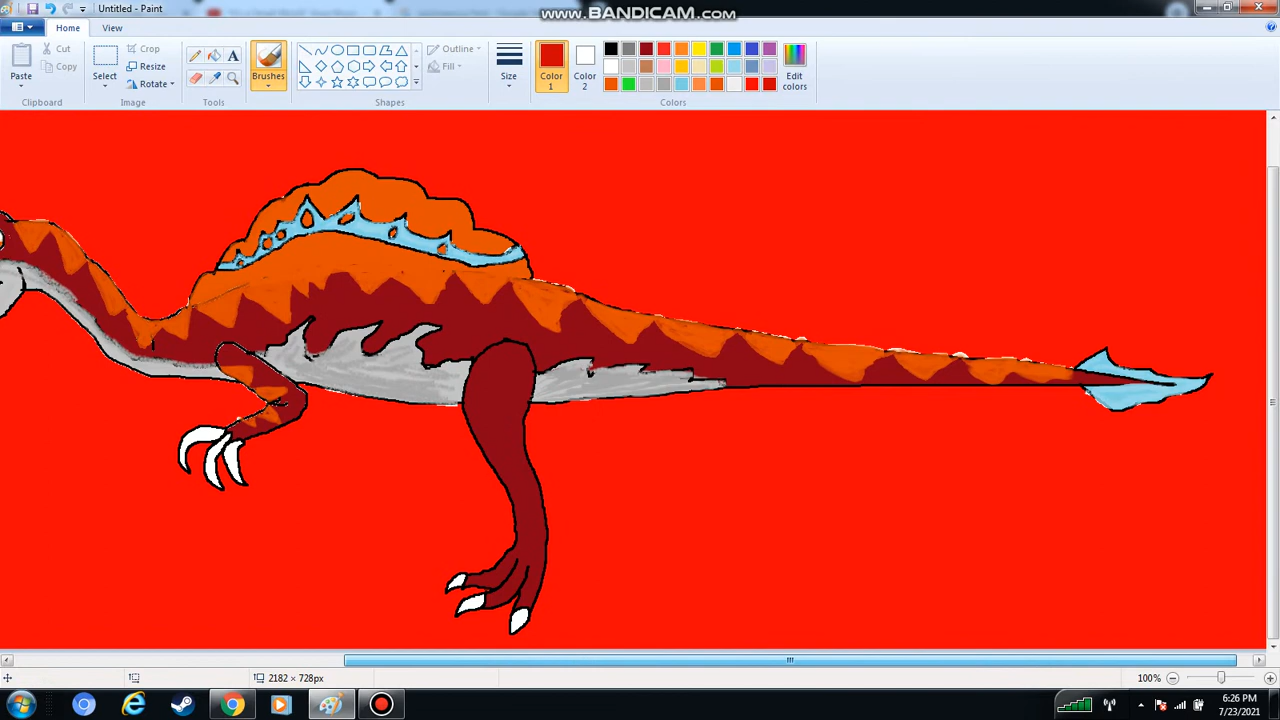 www.BANDICAM.com
Untitled - Paint
Home
View
Paste
Cut
Copy
Clipboard
Select
Crop
Resize
Rotate
Image
Tools
Brushes
Outline
Fill
Shapes
Size
Color 1
Color 2
Edit colors
Colors
2182 × 728px
100%
6:26 PM
7/23/2021